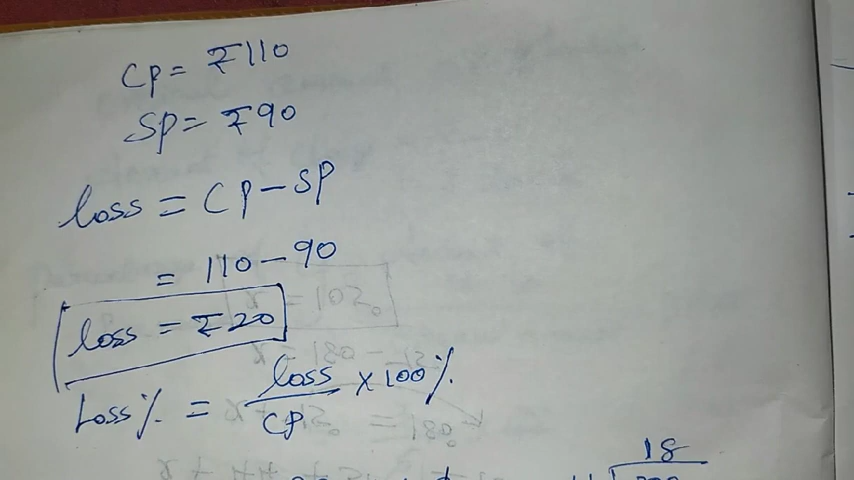 CP = ₹110
SP = ₹90
loss = CP - SP
= 110 - 90
loss = ₹20
Loss% = loss/CP × 100%
18